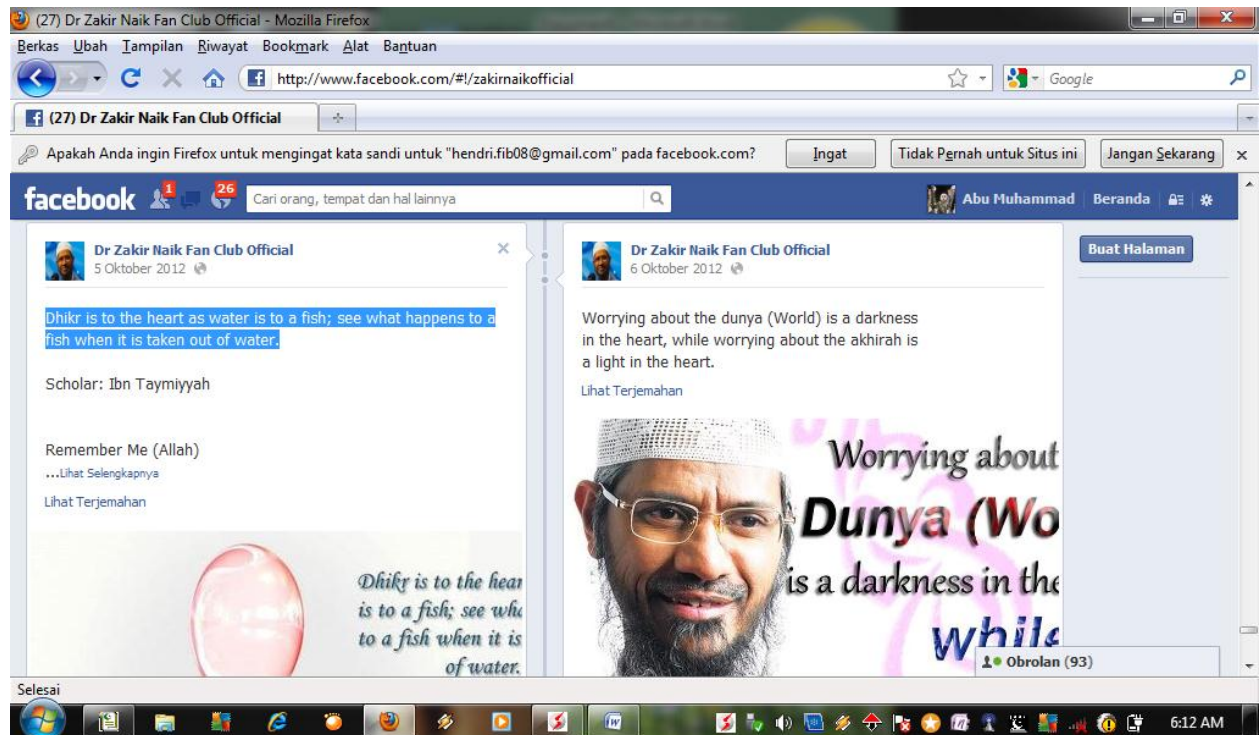 (27) Dr Zakir Naik Fan Club Official - Mozilla Firefox
Berkas Ubah Tampilan Riwayat Bookmark Alat Bantuan
http://www.facebook.com/#!/zakirnaikofficial
Google
(27) Dr Zakir Naik Fan Club Official
Apakah Anda ingin Firefox untuk mengingat kata sandi untuk "hendri.fib08@gmail.com" pada facebook.com? Ingat Tidak Pernah untuk Situs ini Jangan Sekarang
facebook 1 26 Cari orang, tempat dan hal lainnya Abu Muhammad Beranda
Dr Zakir Naik Fan Club Official
5 Oktober 2012
Dhikr is to the heart as water is to a fish; see what happens to a
fish when it is taken out of water.
Scholar: Ibn Taymiyyah
Remember Me (Allah)
...Lihat Selengkapnya
Lihat Terjemahan
Dhikr is to the hear
is to a fish; see wha
to a fish when it is
of water.
Dr Zakir Naik Fan Club Official
6 Oktober 2012
Worrying about the dunya (World) is a darkness
in the heart, while worrying about the akhirah is
a light in the heart.
Lihat Terjemahan
Worrying about
Dunya (Wo
is a darkness in the
while
Buat Halaman
Obrolan (93)
Selesai
6:12 AM